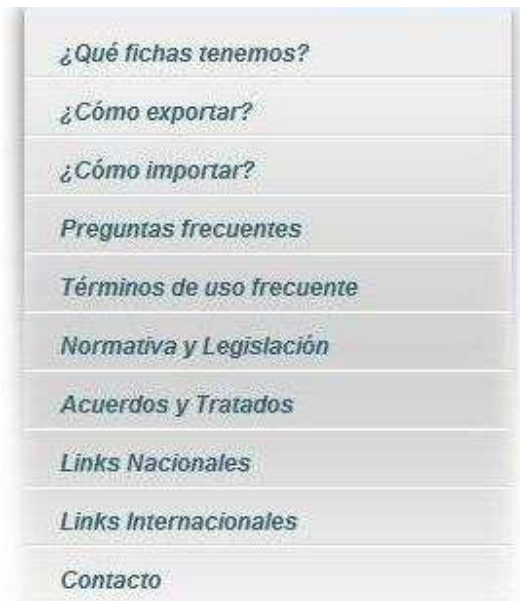 ¿Qué fichas tenemos?
¿Cómo exportar?
¿Cómo importar?
Preguntas frecuentes
Términos de uso frecuente
Normativa y Legislación
Acuerdos y Tratados
Links Nacionales
Links Internacionales
Contacto